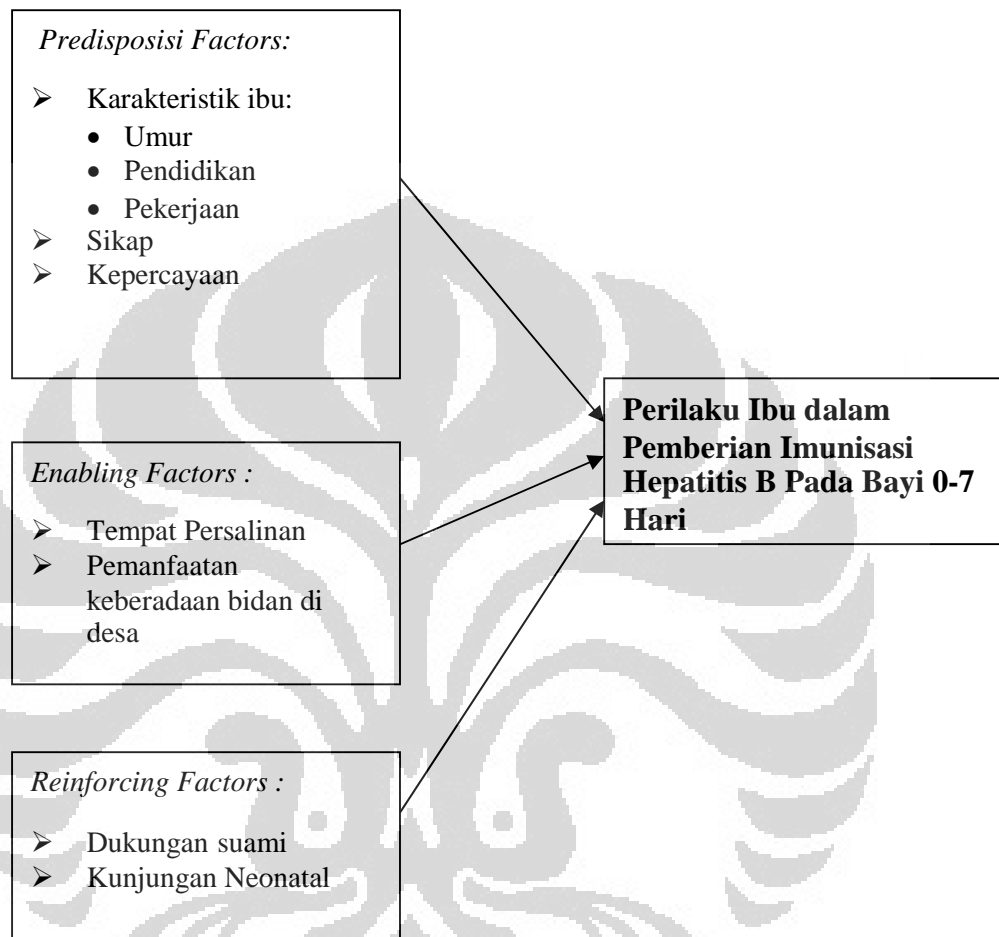 Predisposisi Factors:
➢ Karakteristik ibu:
• Umur
• Pendidikan
• Pekerjaan
➢ Sikap
➢ Kepercayaan
Enabling Factors :
➢ Tempat Persalinan
➢ Pemanfaatan
keberadaan bidan di
desa
Reinforcing Factors :
➢ Dukungan suami
➢ Kunjungan Neonatal
Perilaku Ibu dalam
Pemberian Imunisasi
Hepatitis B Pada Bayi 0-7
Hari